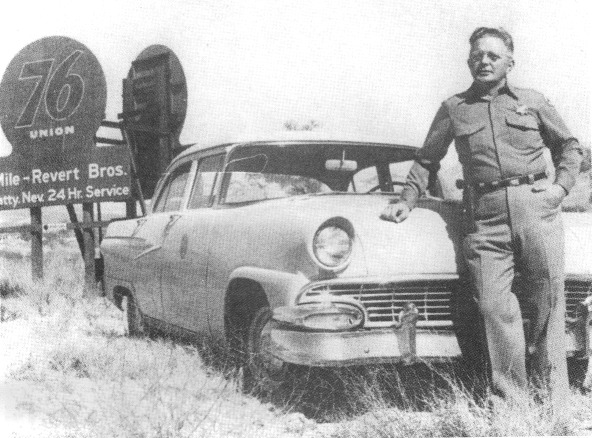 76
UNION
Mile-Revert Bros.
atty. Nev. 24 Hr. Service